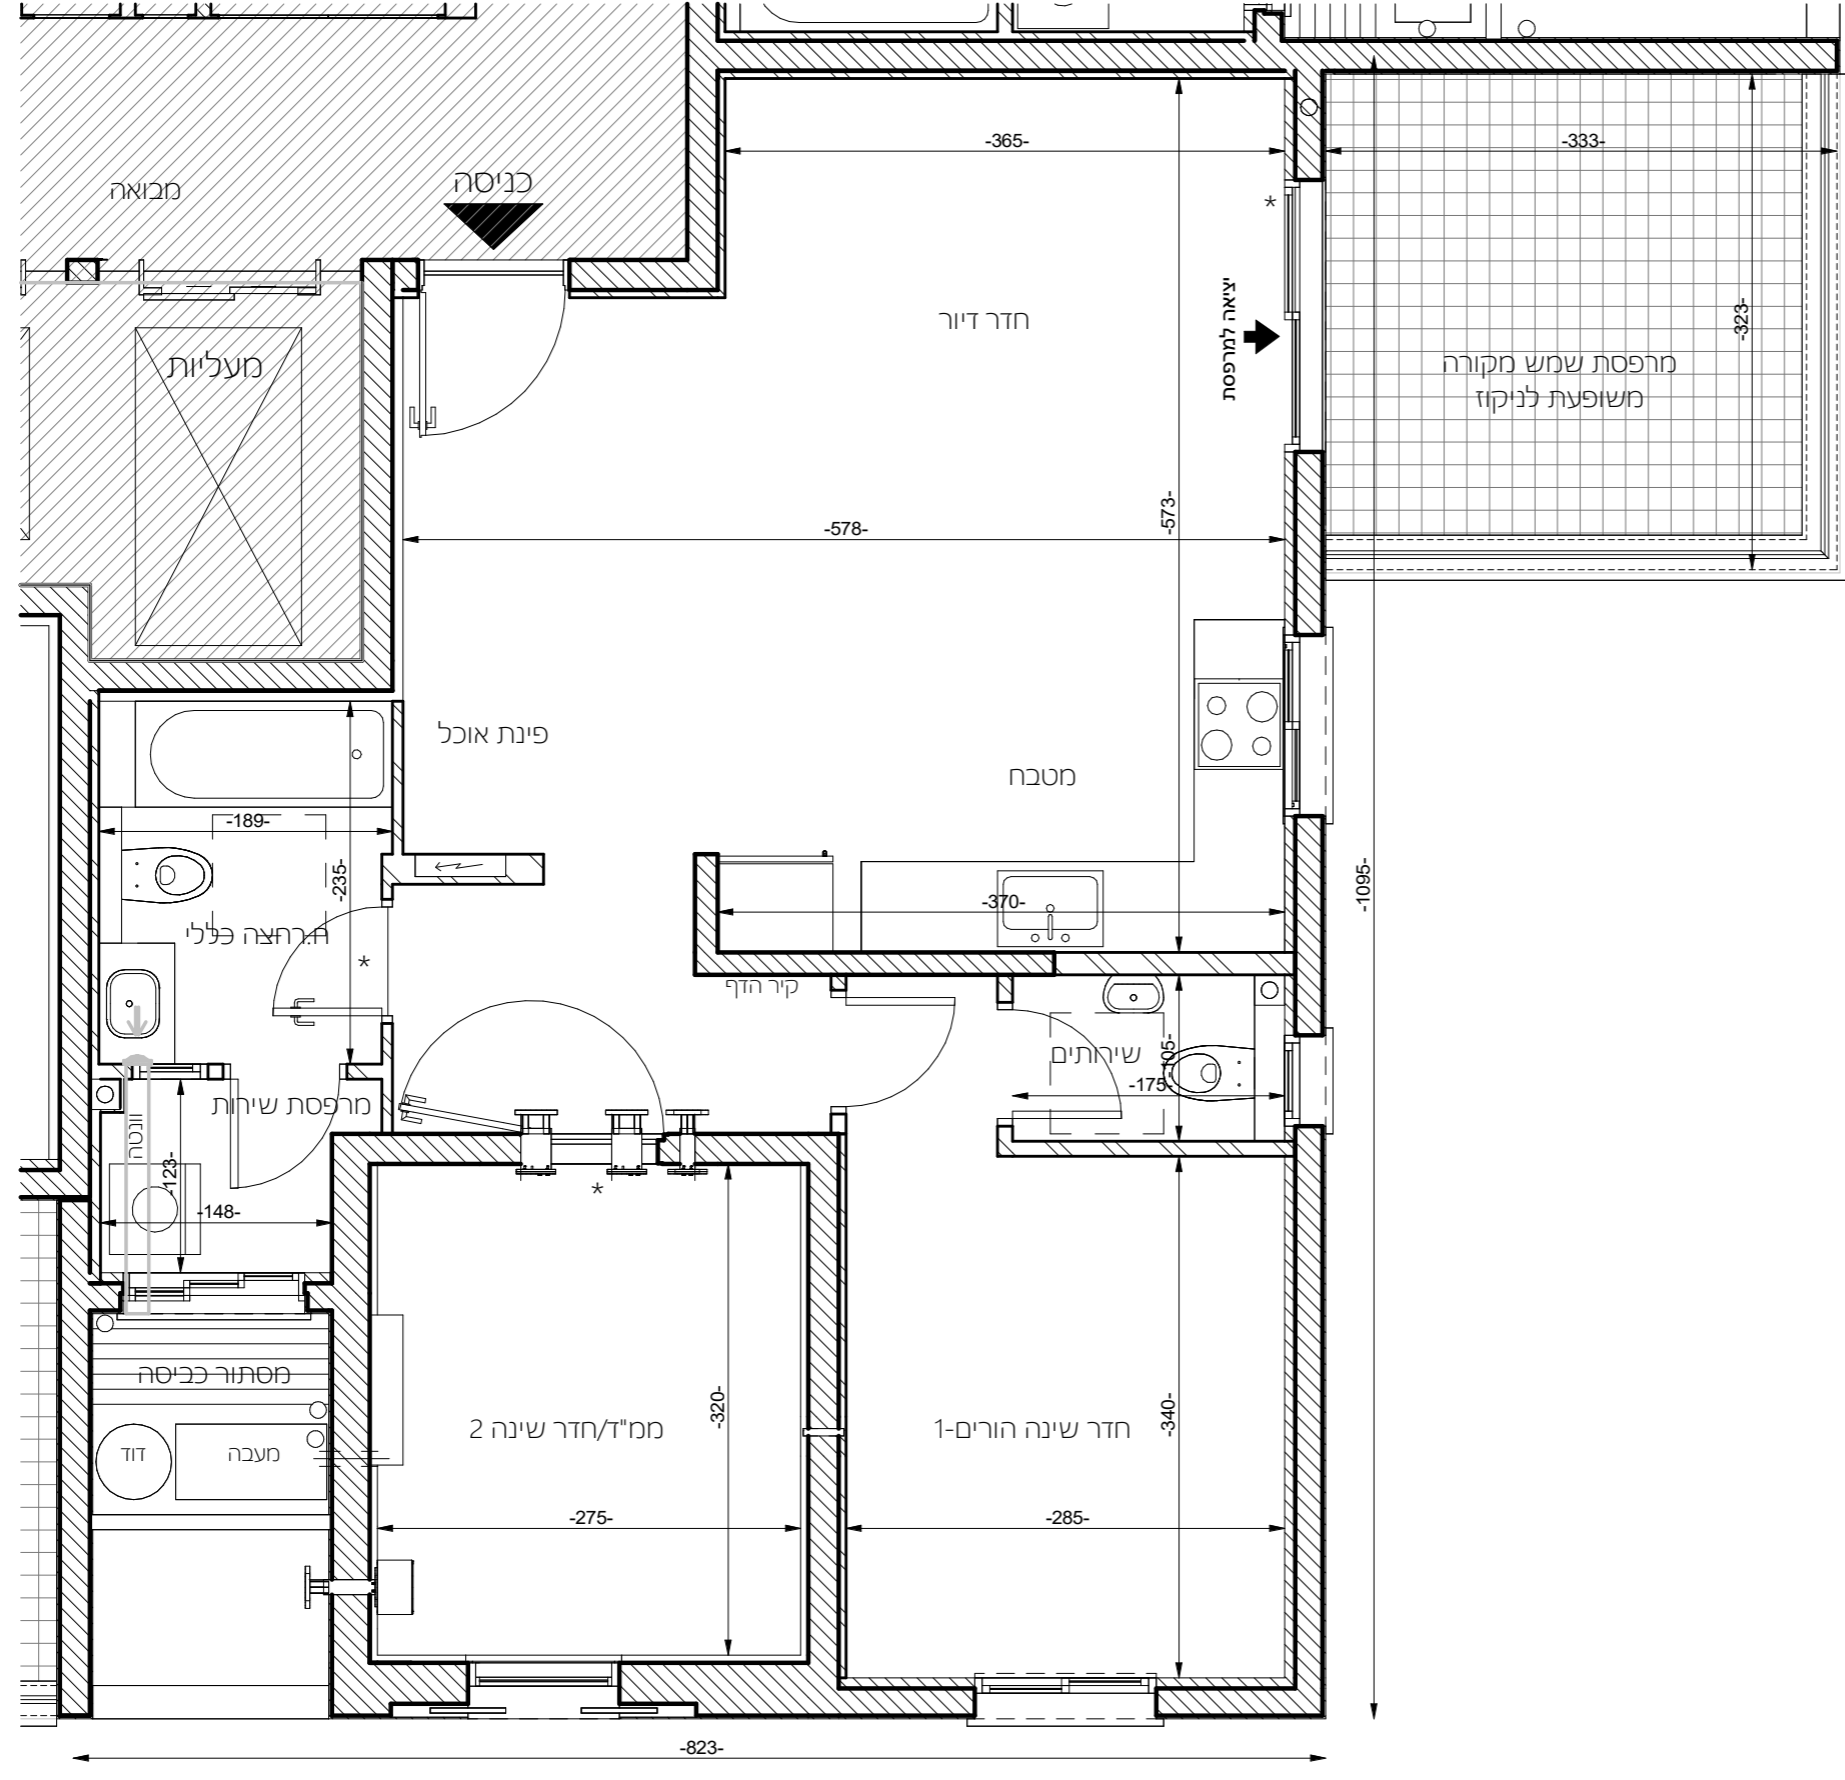 כניסה
מבואה
-365-
-333-
*
יציאה למרפסת
חדר דיור
-323-
מעליות
מרפסת שמש מקורה
משופעת לניקוז
-573-
-578-
פינת אוכל
מטבח
-189-
-235-
-1095-
-370-
ח.רחצה כללי
*
קיר הדף
שירותים
-105-
-175-
מרפסת שירות
וונטה
-123-
-148-
*
מסתור כביסה
דוד
מעבה
ממ"ד/חדר שינה 2
-320-
חדר שינה הורים-1
-340-
-275-
-285-
-823-